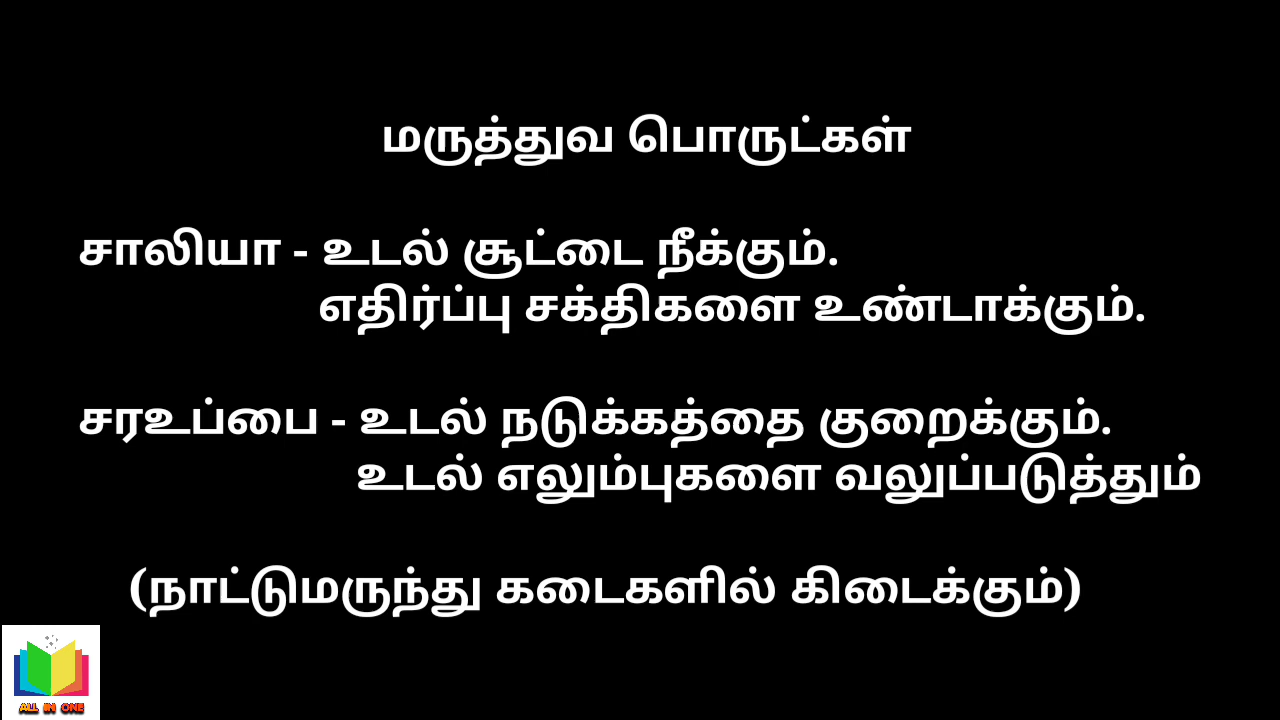 மருத்துவ பொருட்கள்
சாலியா - உடல் சூட்டை நீக்கும்.
எதிர்ப்பு சக்திகளை உண்டாக்கும்.
சரஉப்பை - உடல் நடுக்கத்தை குறைக்கும்.
உடல் எலும்புகளை வலுப்படுத்தும்
(நாட்டுமருந்து கடைகளில் கிடைக்கும்)
ALL IN ONE